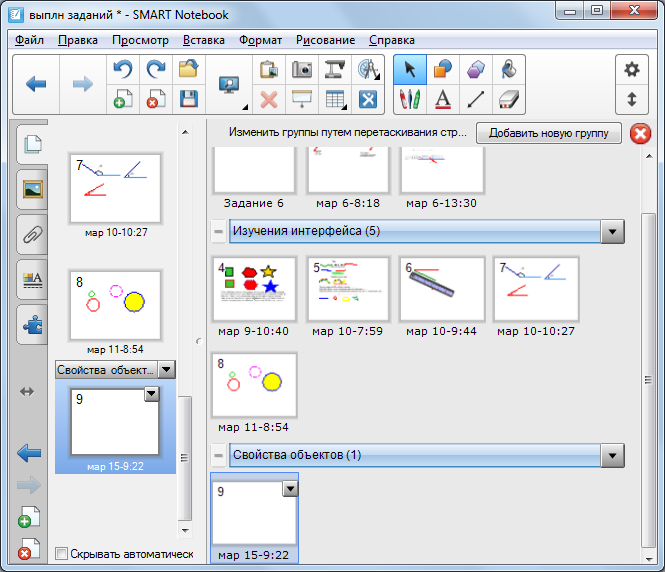 выплн заданий * - SMART Notebook
Файл Правка Просмотр Вставка Формат Рисование Справка
Изменить группы путем перетаскивания стр...
Добавить новую группу
7
мар 10-10:27
8
мар 11-8:54
Свойства объект...
9
мар 15-9:22
Скрывать автоматическ
Задание 6 мар 6-8:18 мар 6-13:30
Изучения интерфейса (5)
4 5 6 7
мар 9-10:40 мар 10-7:59 мар 10-9:44 мар 10-10:27
8
мар 11-8:54
Свойства объектов (1)
9
мар 15-9:22